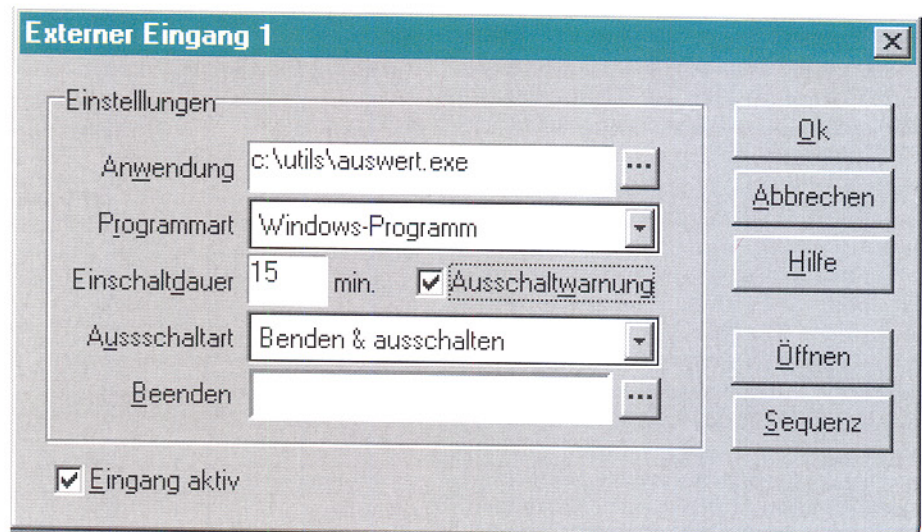 Externer Eingang 1
Einstelllungen
Anwendung c:\utils\auswert.exe ...
Programmart Windows-Programm
Einschaltdauer 15 min. Ausschaltwarnung
Aussschaltart Benden & ausschalten
Beenden ...
Eingang aktiv
Ok
Abbrechen
Hilfe
Öffnen
Sequenz